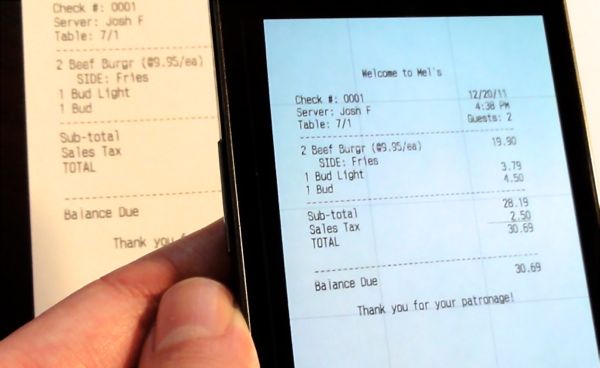 Check #: 0001
Server: Josh F
Table: 7/1
2 Beef Burgr (@9.95/ea)
SIDE: Fries
1 Bud Light
1 Bud
Sub-total
Sales Tax
TOTAL
Balance Due
Thank you
Welcome to Mel's
Check #: 0001 12/20/11
Server: Josh F 4:38 PM
Table: 7/1 Guests: 2
2 Beef Burgr (@9.95/ea) 19.90
SIDE: Fries
1 Bud Light 3.79
1 Bud 4.50
Sub-total 28.19
Sales Tax 2.50
TOTAL 30.69
Balance Due 30.69
Thank you for your patronage!